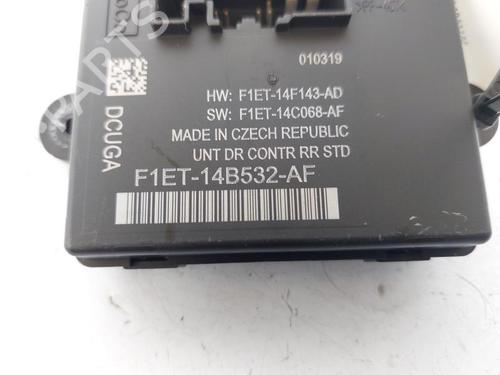 010319
HW: F1ET-14F143-AD
SW: F1ET-14C068-AF
MADE IN CZECH REPUBLIC
UNT DR CONTR RR STD
F1ET-14B532-AF
DCUGA
PARTS